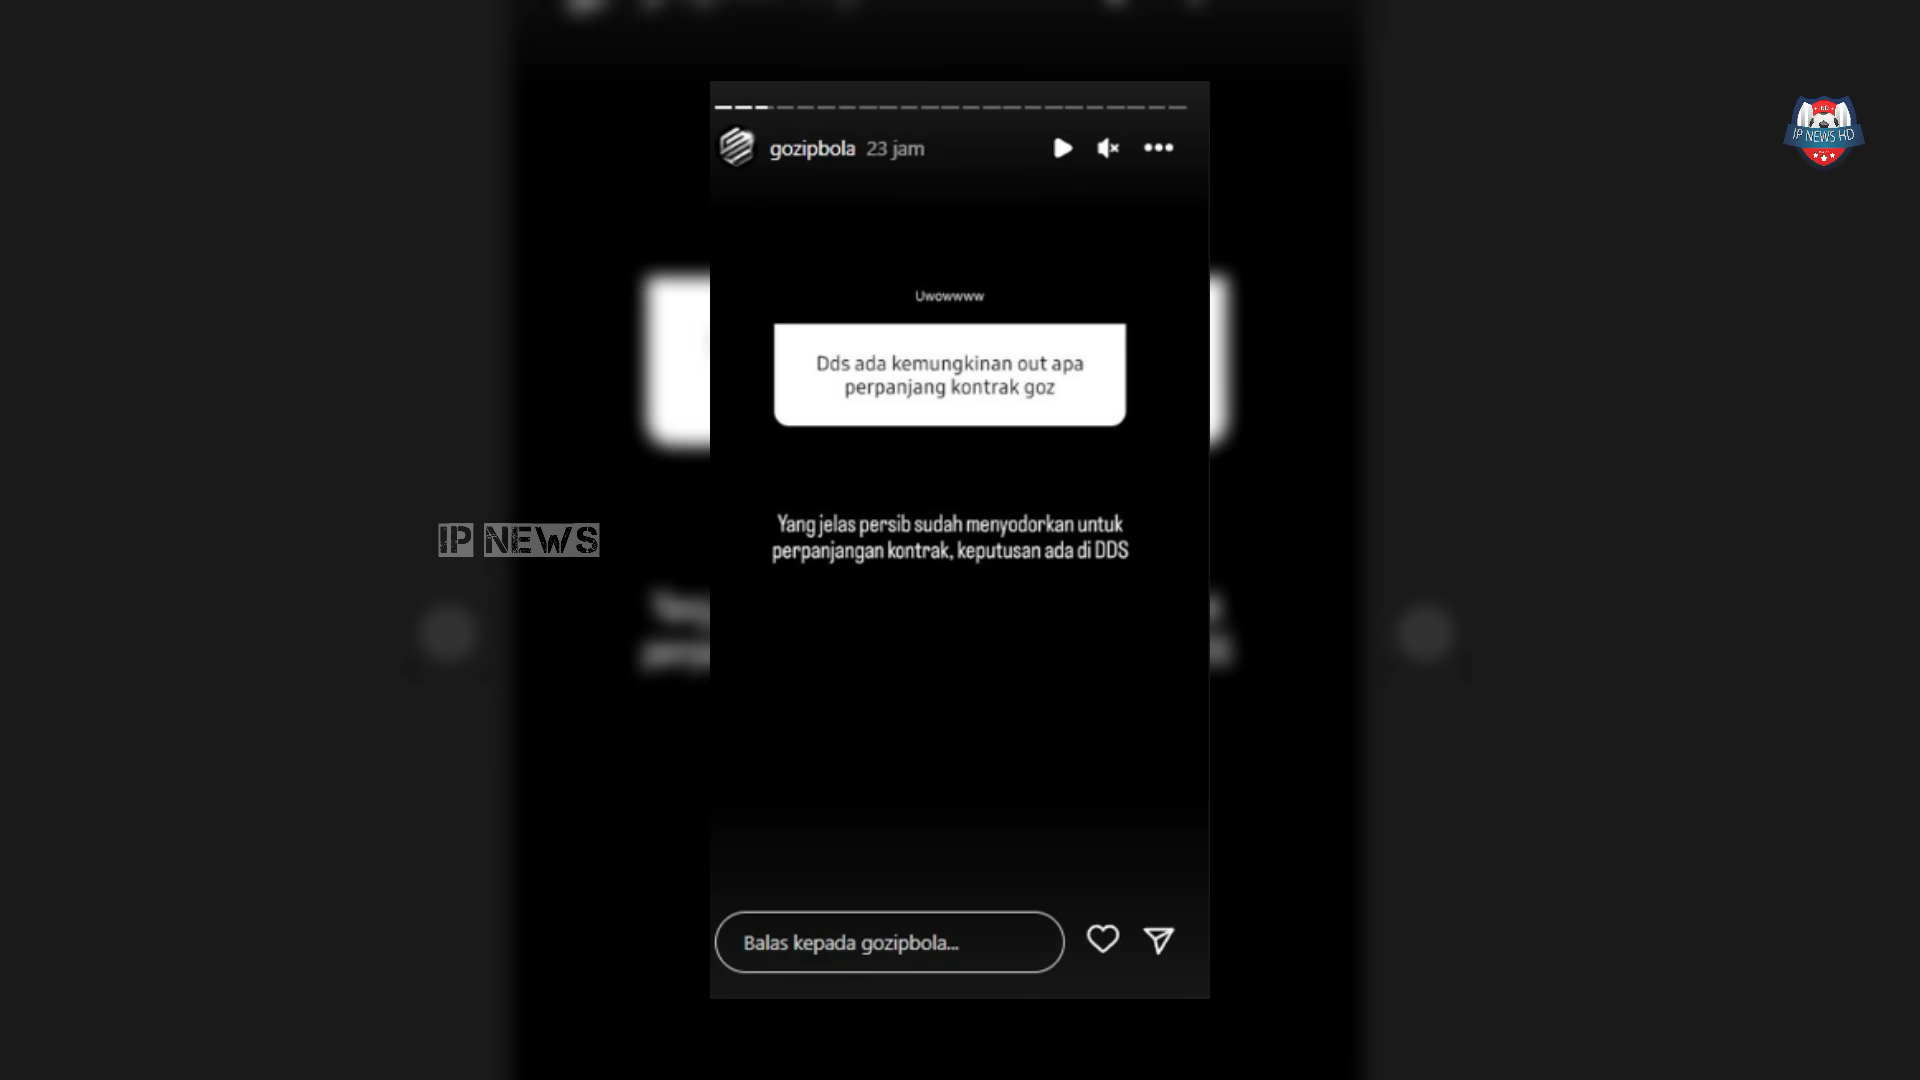 gozipbola 23 jam
IP NEWS HD
Uwowwww
Dds ada kemungkinan out apa
perpanjang kontrak goz
IP NEWS
Yang jelas persib sudah menyodorkan untuk
perpanjangan kontrak, keputusan ada di DDS
Balas kepada gozipbola...